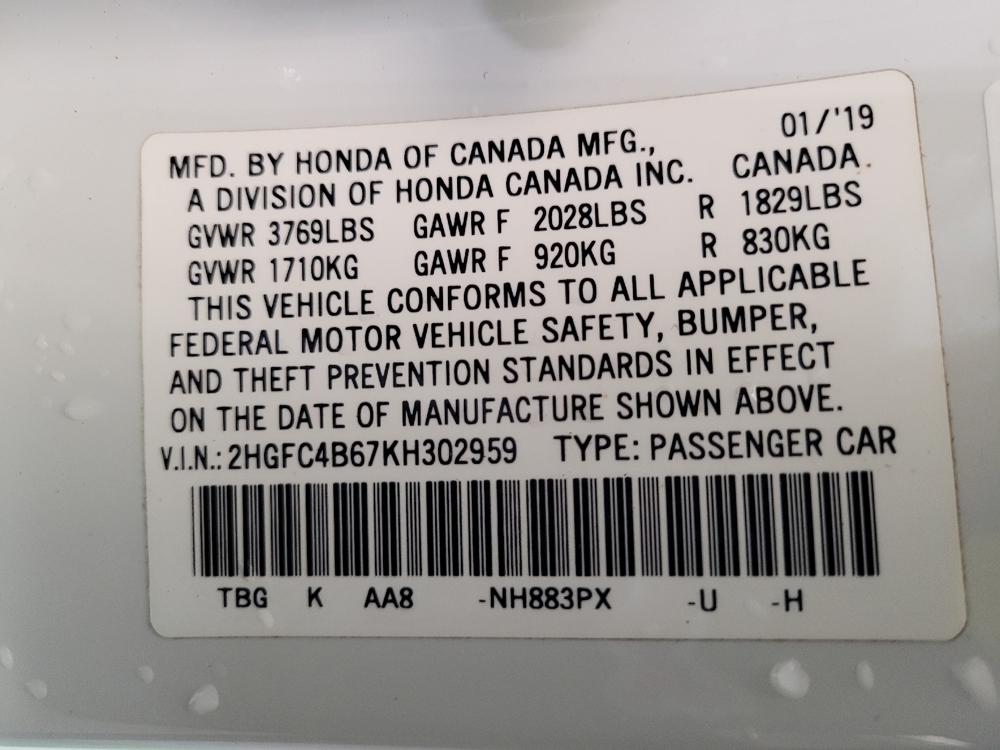 01/'19
MFD. BY HONDA OF CANADA MFG.,
A DIVISION OF HONDA CANADA INC. CANADA.
GVWR 3769LBS GAWR F 2028LBS R 1829LBS
GVWR 1710KG GAWR F 920KG R 830KG
THIS VEHICLE CONFORMS TO ALL APPLICABLE
FEDERAL MOTOR VEHICLE SAFETY, BUMPER,
AND THEFT PREVENTION STANDARDS IN EFFECT
ON THE DATE OF MANUFACTURE SHOWN ABOVE.
V.I.N.: 2HGFC4B67KH302959 TYPE: PASSENGER CAR
TBG K AA8 -NH883PX -U -H